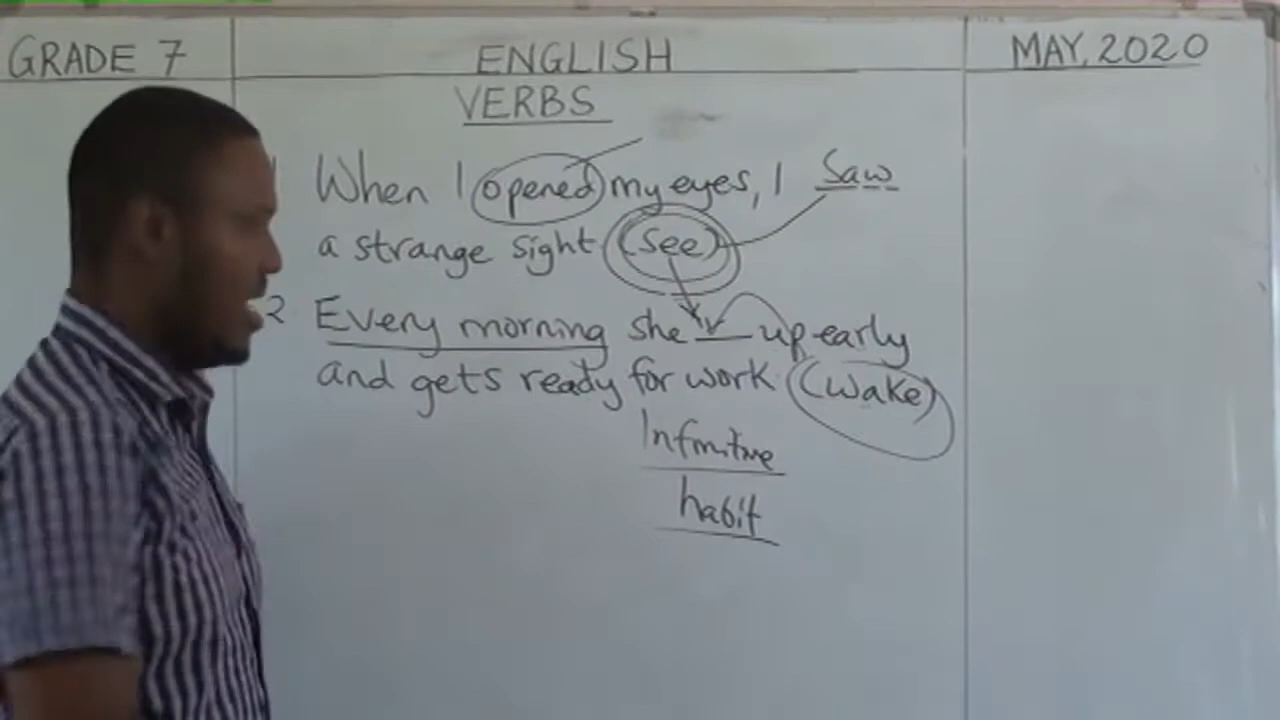 GRADE 7
ENGLISH
MAY, 2020
VERBS
When I opened my eyes, I Saw
a strange sight (see)
2 Every morning she __ up early
and gets ready for work (wake)
Infinitive
habit